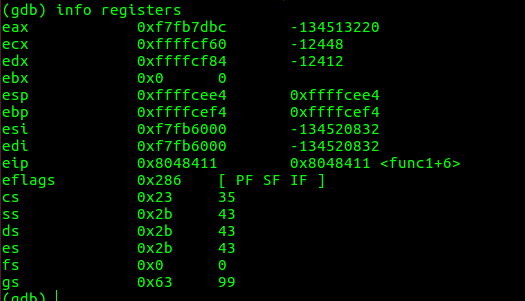 (gdb) info registers
eax            0xf7fb7dbc       -134513220
ecx            0xffffcf60       -12448
edx            0xffffcf84       -12412
ebx            0x0      0
esp            0xffffcee4       0xffffcee4
ebp            0xffffcef4       0xffffcef4
esi            0xf7fb6000       -134520832
edi            0xf7fb6000       -134520832
eip            0x8048411        0x8048411 <func1+6>
eflags         0x286    [ PF SF IF ]
cs             0x23     35
ss             0x2b     43
ds             0x2b     43
es             0x2b     43
fs             0x0      0
gs             0x63     99
(gdb)